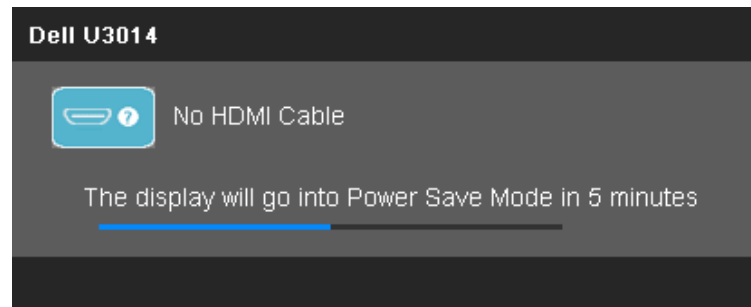 Dell U3014
No HDMI Cable
The display will go into Power Save Mode in 5 minutes